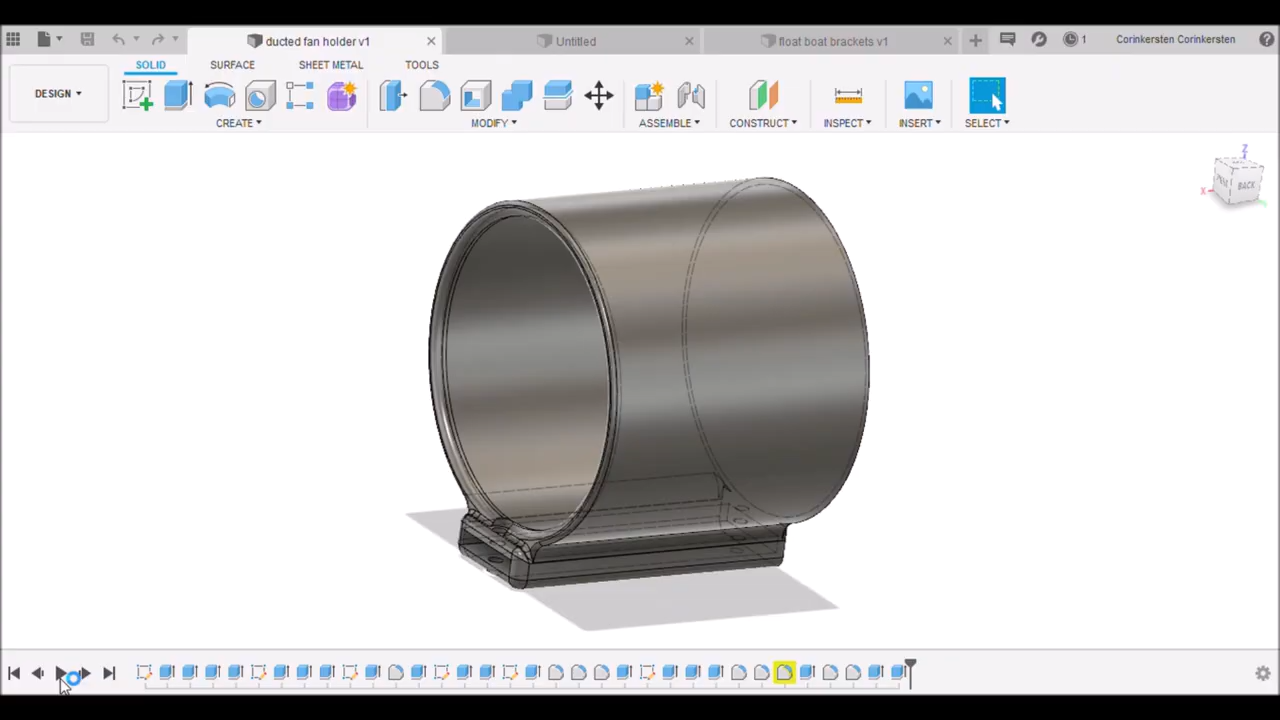 ducted fan holder v1
Untitled
float boat brackets v1
1
Corinkersten Corinkersten
SOLID
SURFACE
SHEET METAL
TOOLS
DESIGN
CREATE
MODIFY
ASSEMBLE
CONSTRUCT
INSPECT
INSERT
SELECT
Z
X
BACK